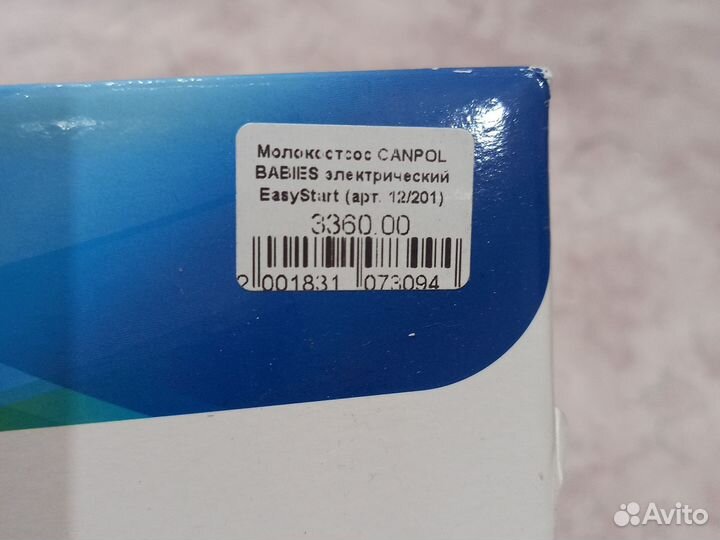 Молокоотсос CANPOL
BABIES электрический
EasyStart (арт. 12/201)
3360.00
2 001831 073094
Avito